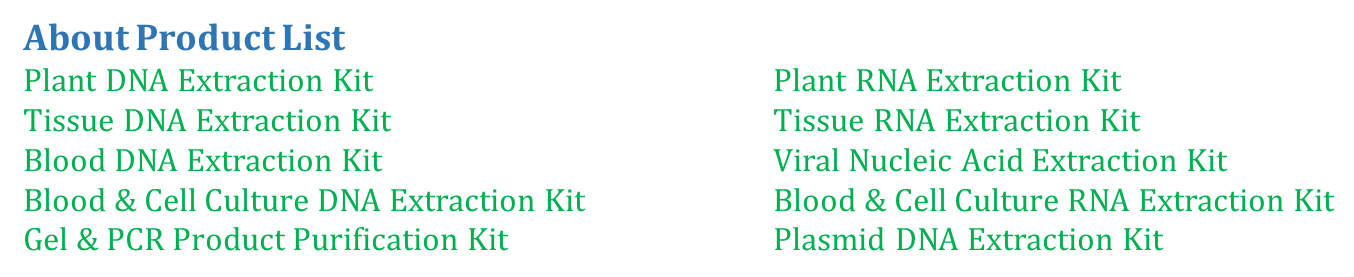 About Product List
Plant DNA Extraction Kit
Tissue DNA Extraction Kit
Blood DNA Extraction Kit
Blood & Cell Culture DNA Extraction Kit
Gel & PCR Product Purification Kit
Plant RNA Extraction Kit
Tissue RNA Extraction Kit
Viral Nucleic Acid Extraction Kit
Blood & Cell Culture RNA Extraction Kit
Plasmid DNA Extraction Kit